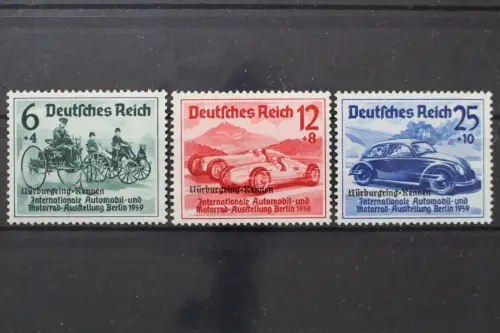 6
+4
Deutsches Reich
Nürburgring-Rennen
Internationale Automobil-und
Motorrad-Ausstellung Berlin 1939
Deutsches Reich
12
+8
Nürburgring-Rennen
Internationale Automobil-und
Motorrad-Ausstellung Berlin 1939
Deutsches Reich
25
+10
Nürburgring-Rennen
Internationale Automobil-und
Motorrad-Ausstellung Berlin 1939